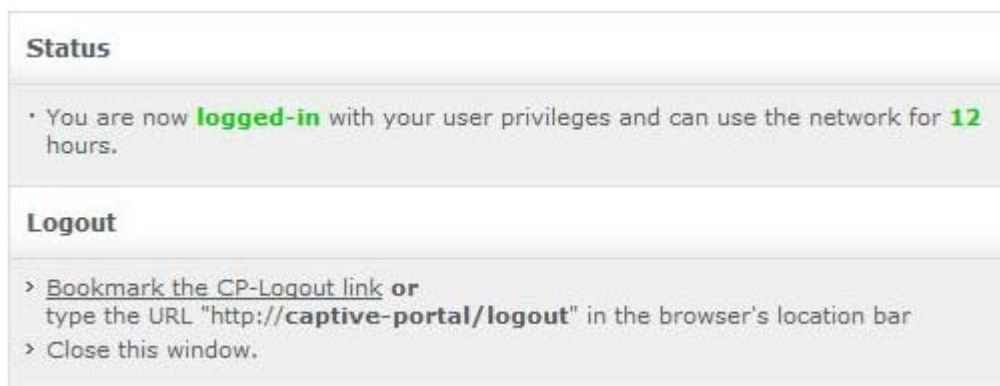 Status
· You are now logged-in with your user privileges and can use the network for 12
hours.
Logout
> Bookmark the CP-Logout link or
type the URL "http://captive-portal/logout" in the browser's location bar
> Close this window.